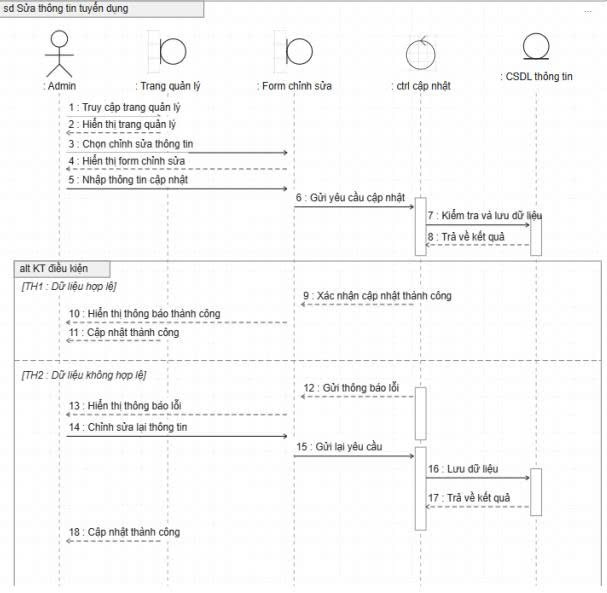 sd Sửa thông tin tuyển dụng
...
: Admin
: Trang quản lý
: Form chỉnh sửa
: ctrl cập nhật
: CSDL thông tin
1 : Truy cập trang quản lý
2 : Hiển thị trang quản lý
3 : Chọn chỉnh sửa thông tin
4 : Hiển thị form chỉnh sửa
5 : Nhập thông tin cập nhật
6 : Gửi yêu cầu cập nhật
7 : Kiểm tra và lưu dữ liệu
8 : Trả về kết quả
alt KT điều kiện
[TH1 : Dữ liệu hợp lệ]
9 : Xác nhận cập nhật thành công
10 : Hiển thị thông báo thành công
11 : Cập nhật thành công
[TH2 : Dữ liệu không hợp lệ]
12 : Gửi thông báo lỗi
13 : Hiển thị thông báo lỗi
14 : Chỉnh sửa lại thông tin
15 : Gửi lại yêu cầu
16 : Lưu dữ liệu
17 : Trả về kết quả
18 : Cập nhật thành công